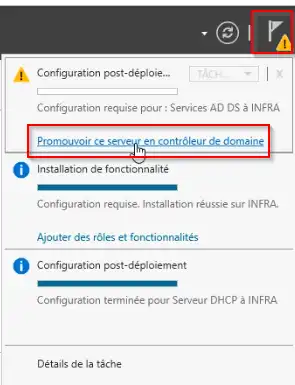 Configuration post-déploie...
TÂCH...
X
Configuration requise pour : Services AD DS à INFRA
Promouvoir ce serveur en contrôleur de domaine
Installation de fonctionnalité
Configuration requise. Installation réussie sur INFRA.
Ajouter des rôles et fonctionnalités
Configuration post-déploiement
Configuration terminée pour Serveur DHCP à INFRA
Détails de la tâche